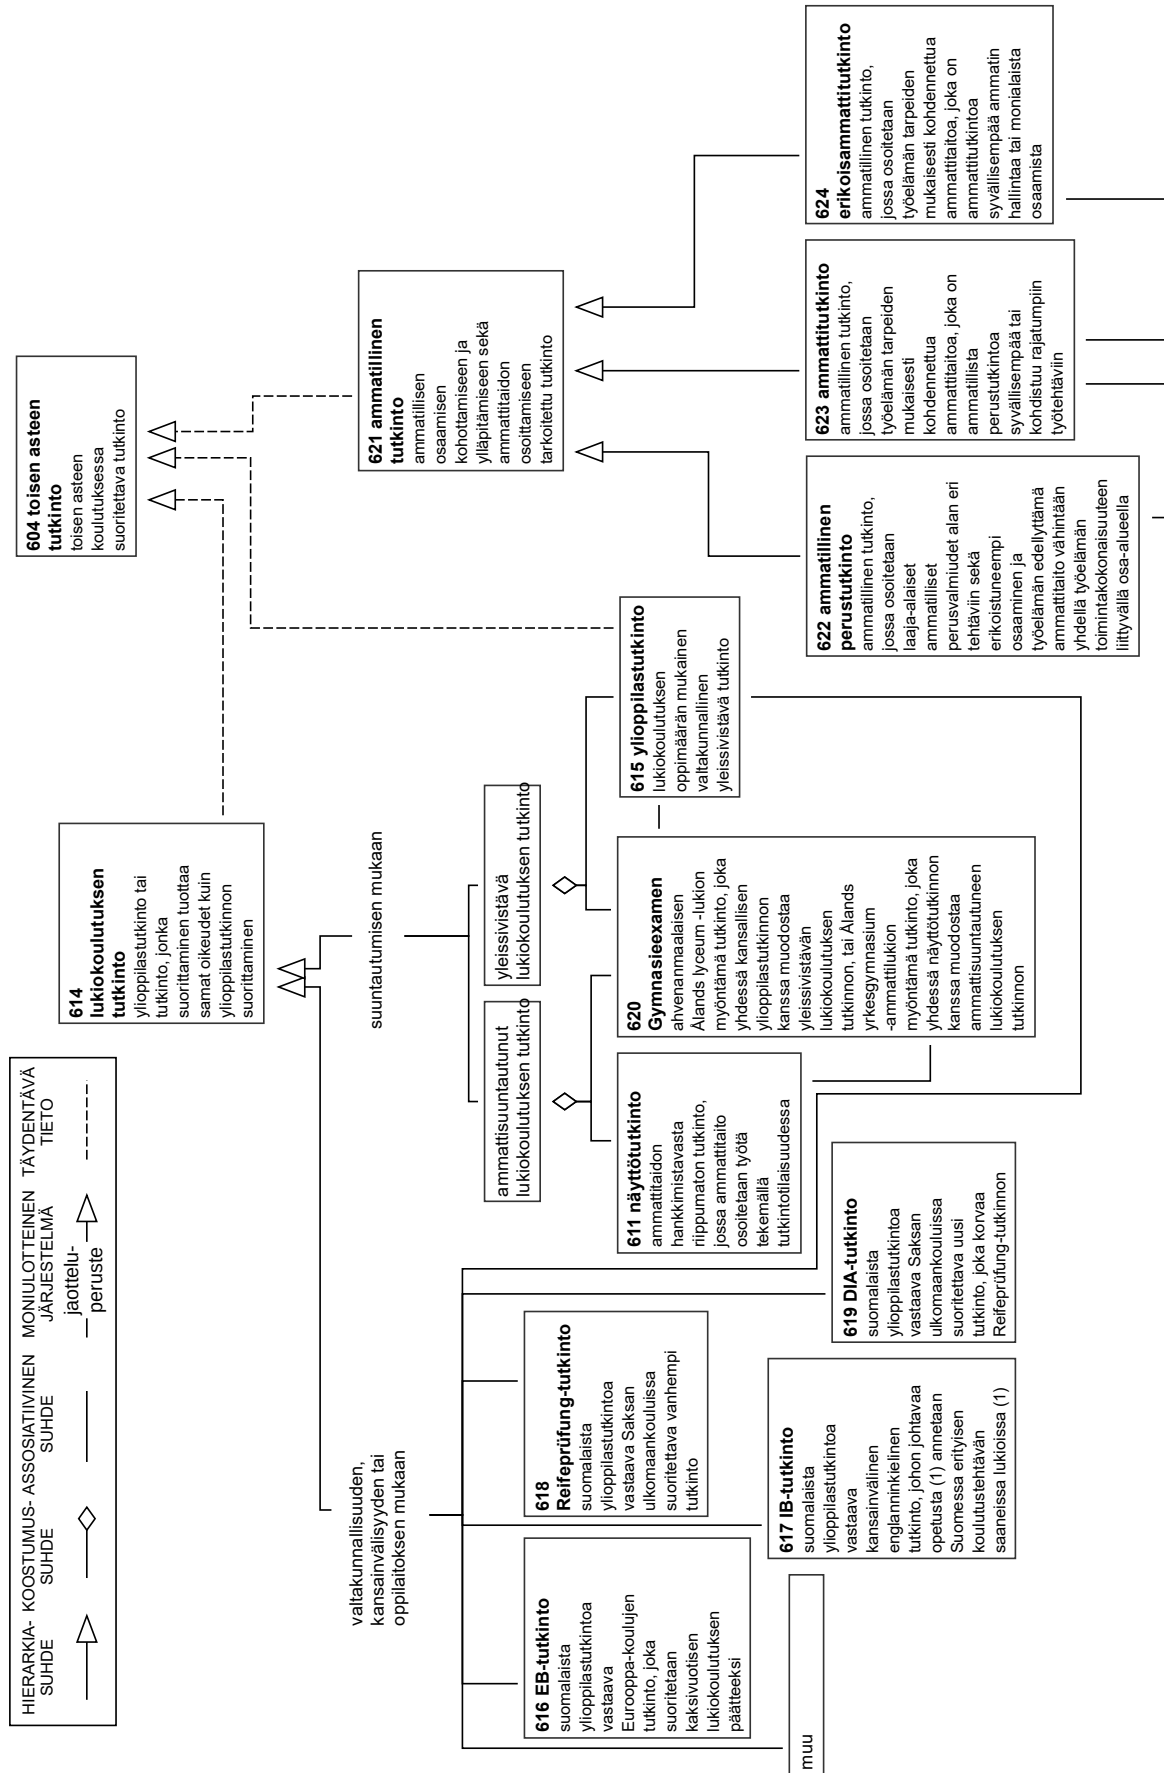 HIERARKIA-
SUHDE
KOOSTUMUS-
SUHDE
ASSOSIATIIVINEN
SUHDE
MONIULOTTEINEN
JÄRJESTELMÄ
jaottelu-
peruste
TÄYDENTÄVÄ
TIETO
604 toisen asteen
tutkinto
toisen asteen
koulutuksessa
suoritettava tutkinto
614
lukiokoulutuksen
tutkinto
ylioppilastutkinto tai
tutkinto, jonka
suorittaminen tuottaa
samat oikeudet kuin
ylioppilastutkinnon
suorittaminen
621 ammatillinen
tutkinto
ammatillisen
osaamisen
kohottamiseen ja
ylläpitämiseen sekä
ammattitaidon
osoittamiseen
tarkoitettu tutkinto
valtakunnallisuuden,
kansainvälisyyden tai
oppilaitoksen mukaan
suuntautumisen mukaan
ammattisuuntautunut
lukiokoulutuksen tutkinto
yleissivistävä
lukiokoulutuksen tutkinto
616 EB-tutkinto
suomalaista
ylioppilastutkintoa
vastaava
Eurooppa-koulujen
tutkinto, joka
suoritetaan
kaksivuotisen
lukiokoulutuksen
päätteeksi
618
Reifeprüfung-tutkinto
suomalaista
ylioppilastutkintoa
vastaava Saksan
ulkomaankouluissa
suoritettava vanhempi
tutkinto
611 näyttötutkinto
ammattitaidon
hankkimistavasta
riippumaton tutkinto,
jossa ammattitaito
osoitetaan työtä
tekemällä
tutkintotilaisuudessa
620
Gymnasieexamen
ahvenanmaalaisen
Ålands lyceum -lukion
myöntämä tutkinto, joka
yhdessä kansallisen
ylioppilastutkinnon
kanssa muodostaa
yleissivistävän
lukiokoulutuksen
tutkinnon, tai Ålands
yrkesgymnasium
-ammattilukion
myöntämä tutkinto, joka
yhdessä näyttötutkinnon
kanssa muodostaa
ammattisuuntautuneen
lukiokoulutuksen
tutkinnon
615 ylioppilastutkinto
lukiokoulutuksen
oppimäärän mukainen
valtakunnallinen
yleissivistävä tutkinto
muu
617 IB-tutkinto
suomalaista
ylioppilastutkintoa
vastaava
kansainvälinen
englanninkielinen
tutkinto, johon johtavaa
opetusta (1) annetaan
Suomessa erityisen
koulutustehtävän
saaneissa lukioissa (1)
619 DIA-tutkinto
suomalaista
ylioppilastutkintoa
vastaava Saksan
ulkomaankouluissa
suoritettava uusi
tutkinto, joka korvaa
Reifeprüfung-tutkinnon
622 ammatillinen
perustutkinto
ammatillinen tutkinto,
jossa osoitetaan
laaja-alaiset
ammatilliset
perusvalmiudet alan eri
tehtäviin sekä
erikoistuneempi
osaaminen ja
työelämän edellyttämä
ammattitaito vähintään
yhdellä työelämän
toimintakokonaisuuteen
liittyvällä osa-alueella
623 ammattitutkinto
ammatillinen tutkinto,
jossa osoitetaan
työelämän tarpeiden
mukaisesti
kohdennettua
ammattitaitoa, joka on
ammatillista
perustutkintoa
syvällisempää tai
kohdistuu rajatumpiin
työtehtäviin
624
erikoisammattitutkinto
ammatillinen tutkinto,
jossa osoitetaan
työelämän tarpeiden
mukaisesti kohdennettua
ammattitaitoa, joka on
ammattitutkintoa
syvällisempää ammatin
hallintaa tai monialaista
osaamista